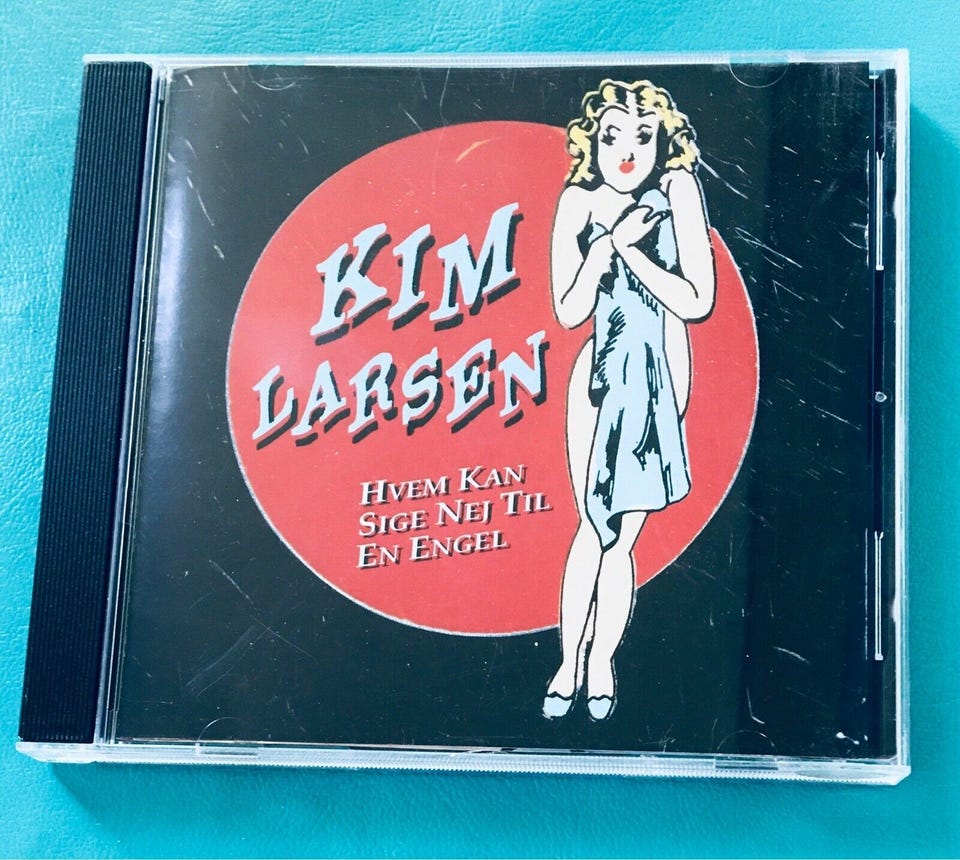 KIM
LARSEN
HVEM KAN
SIGE NEJ TIL
EN ENGEL